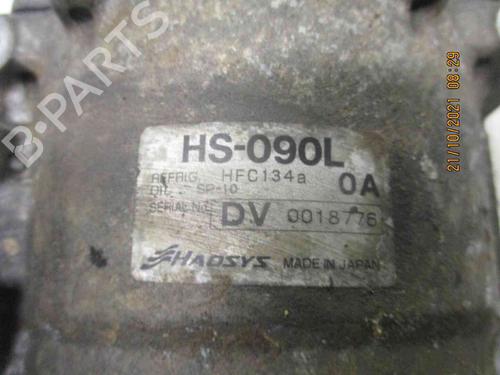 B-PARTS
21/10/2021 08:29
HS-090L
REFRIG. HFC134a 0A
OIL SP-10
SERIAL No. DV 0018776
HADSYS MADE IN JAPAN